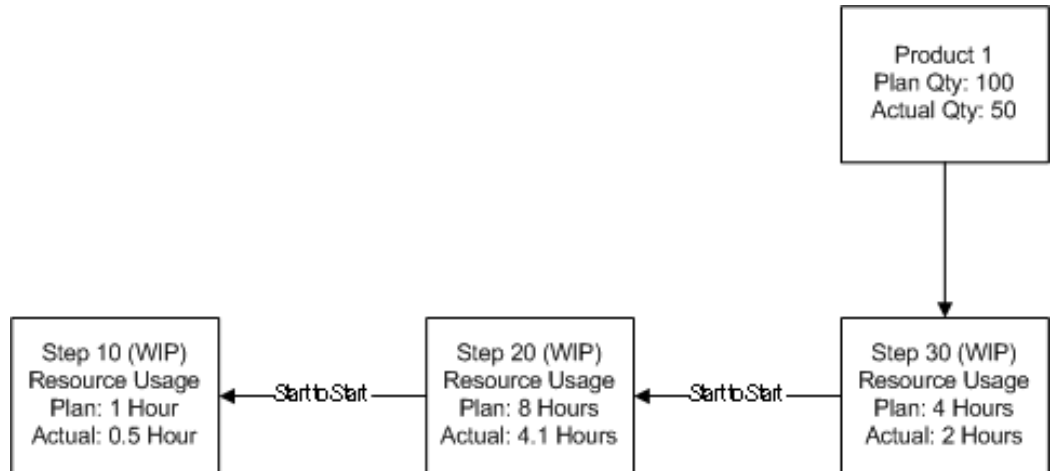 Product 1
Plan Qty: 100
Actual Qty: 50
Step 10 (WIP)
Resource Usage
Plan: 1 Hour
Actual: 0.5 Hour
Start to Start
Step 20 (WIP)
Resource Usage
Plan: 8 Hours
Actual: 4.1 Hours
Start to Start
Step 30 (WIP)
Resource Usage
Plan: 4 Hours
Actual: 2 Hours